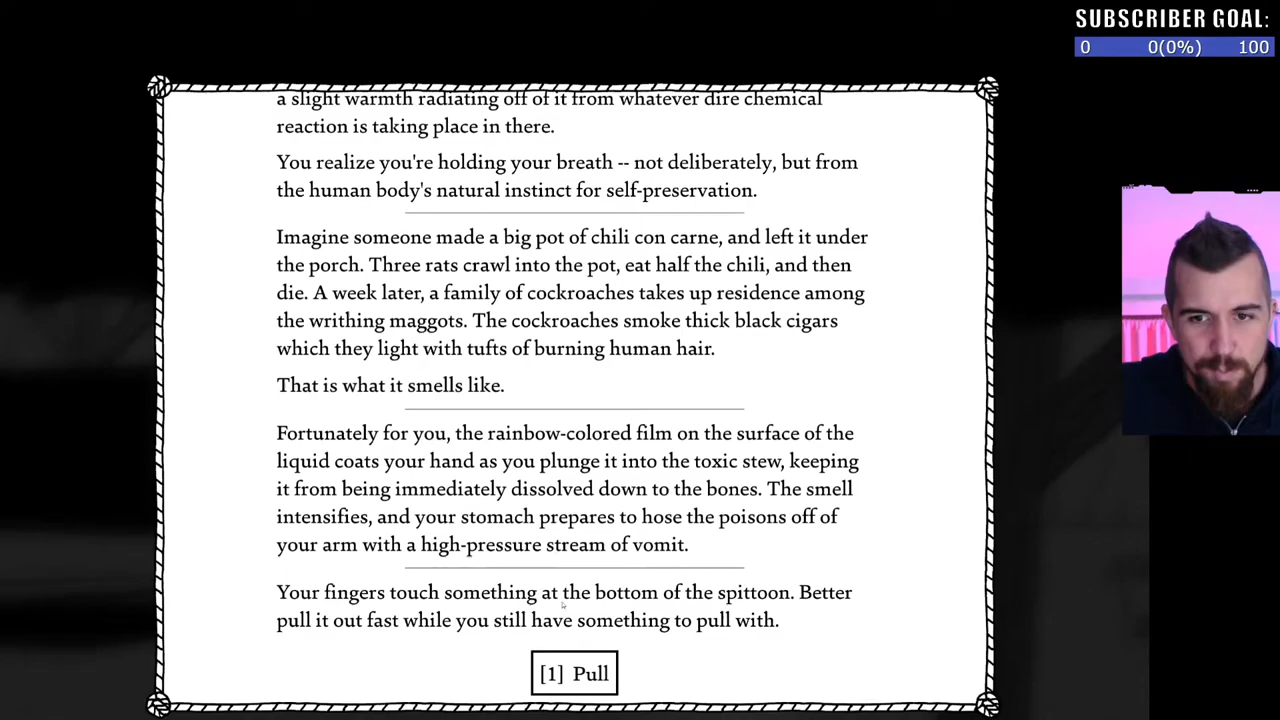 SUBSCRIBER GOAL:
0 0(0%) 100
a slight warmth radiating off of it from whatever dire chemical
reaction is taking place in there.
You realize you're holding your breath -- not deliberately, but from
the human body's natural instinct for self-preservation.
Imagine someone made a big pot of chili con carne, and left it under
the porch. Three rats crawl into the pot, eat half the chili, and then
die. A week later, a family of cockroaches takes up residence among
the writhing maggots. The cockroaches smoke thick black cigars
which they light with tufts of burning human hair.
That is what it smells like.
Fortunately for you, the rainbow-colored film on the surface of the
liquid coats your hand as you plunge it into the toxic stew, keeping
it from being immediately dissolved down to the bones. The smell
intensifies, and your stomach prepares to hose the poisons off of
your arm with a high-pressure stream of vomit.
Your fingers touch something at the bottom of the spittoon. Better
pull it out fast while you still have something to pull with.
[1] Pull